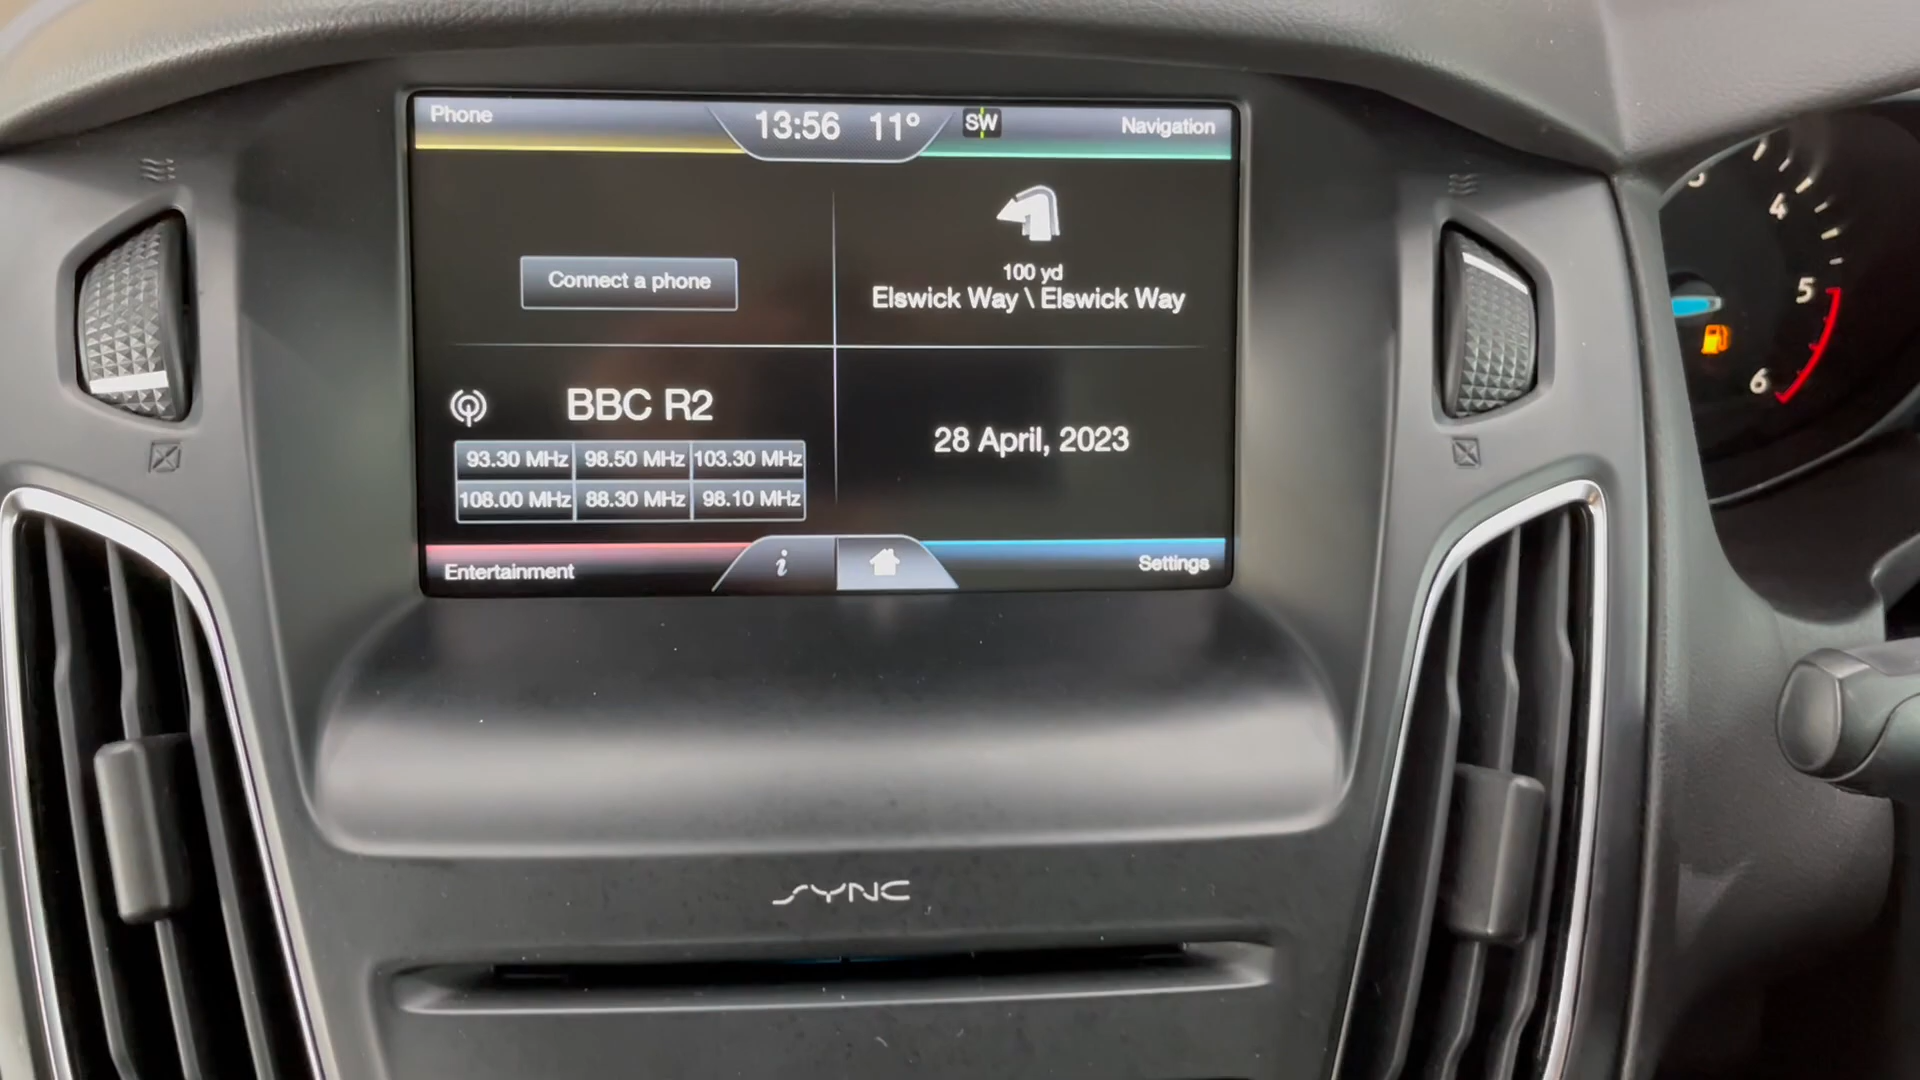 Phone
13:56 11° SW
Navigation
Connect a phone
100 yd
Elswick Way \ Elswick Way
BBC R2
93.30 MHz 98.50 MHz 103.30 MHz
108.00 MHz 88.30 MHz 98.10 MHz
28 April, 2023
Entertainment
i
Settings
SYNC
4
5
6